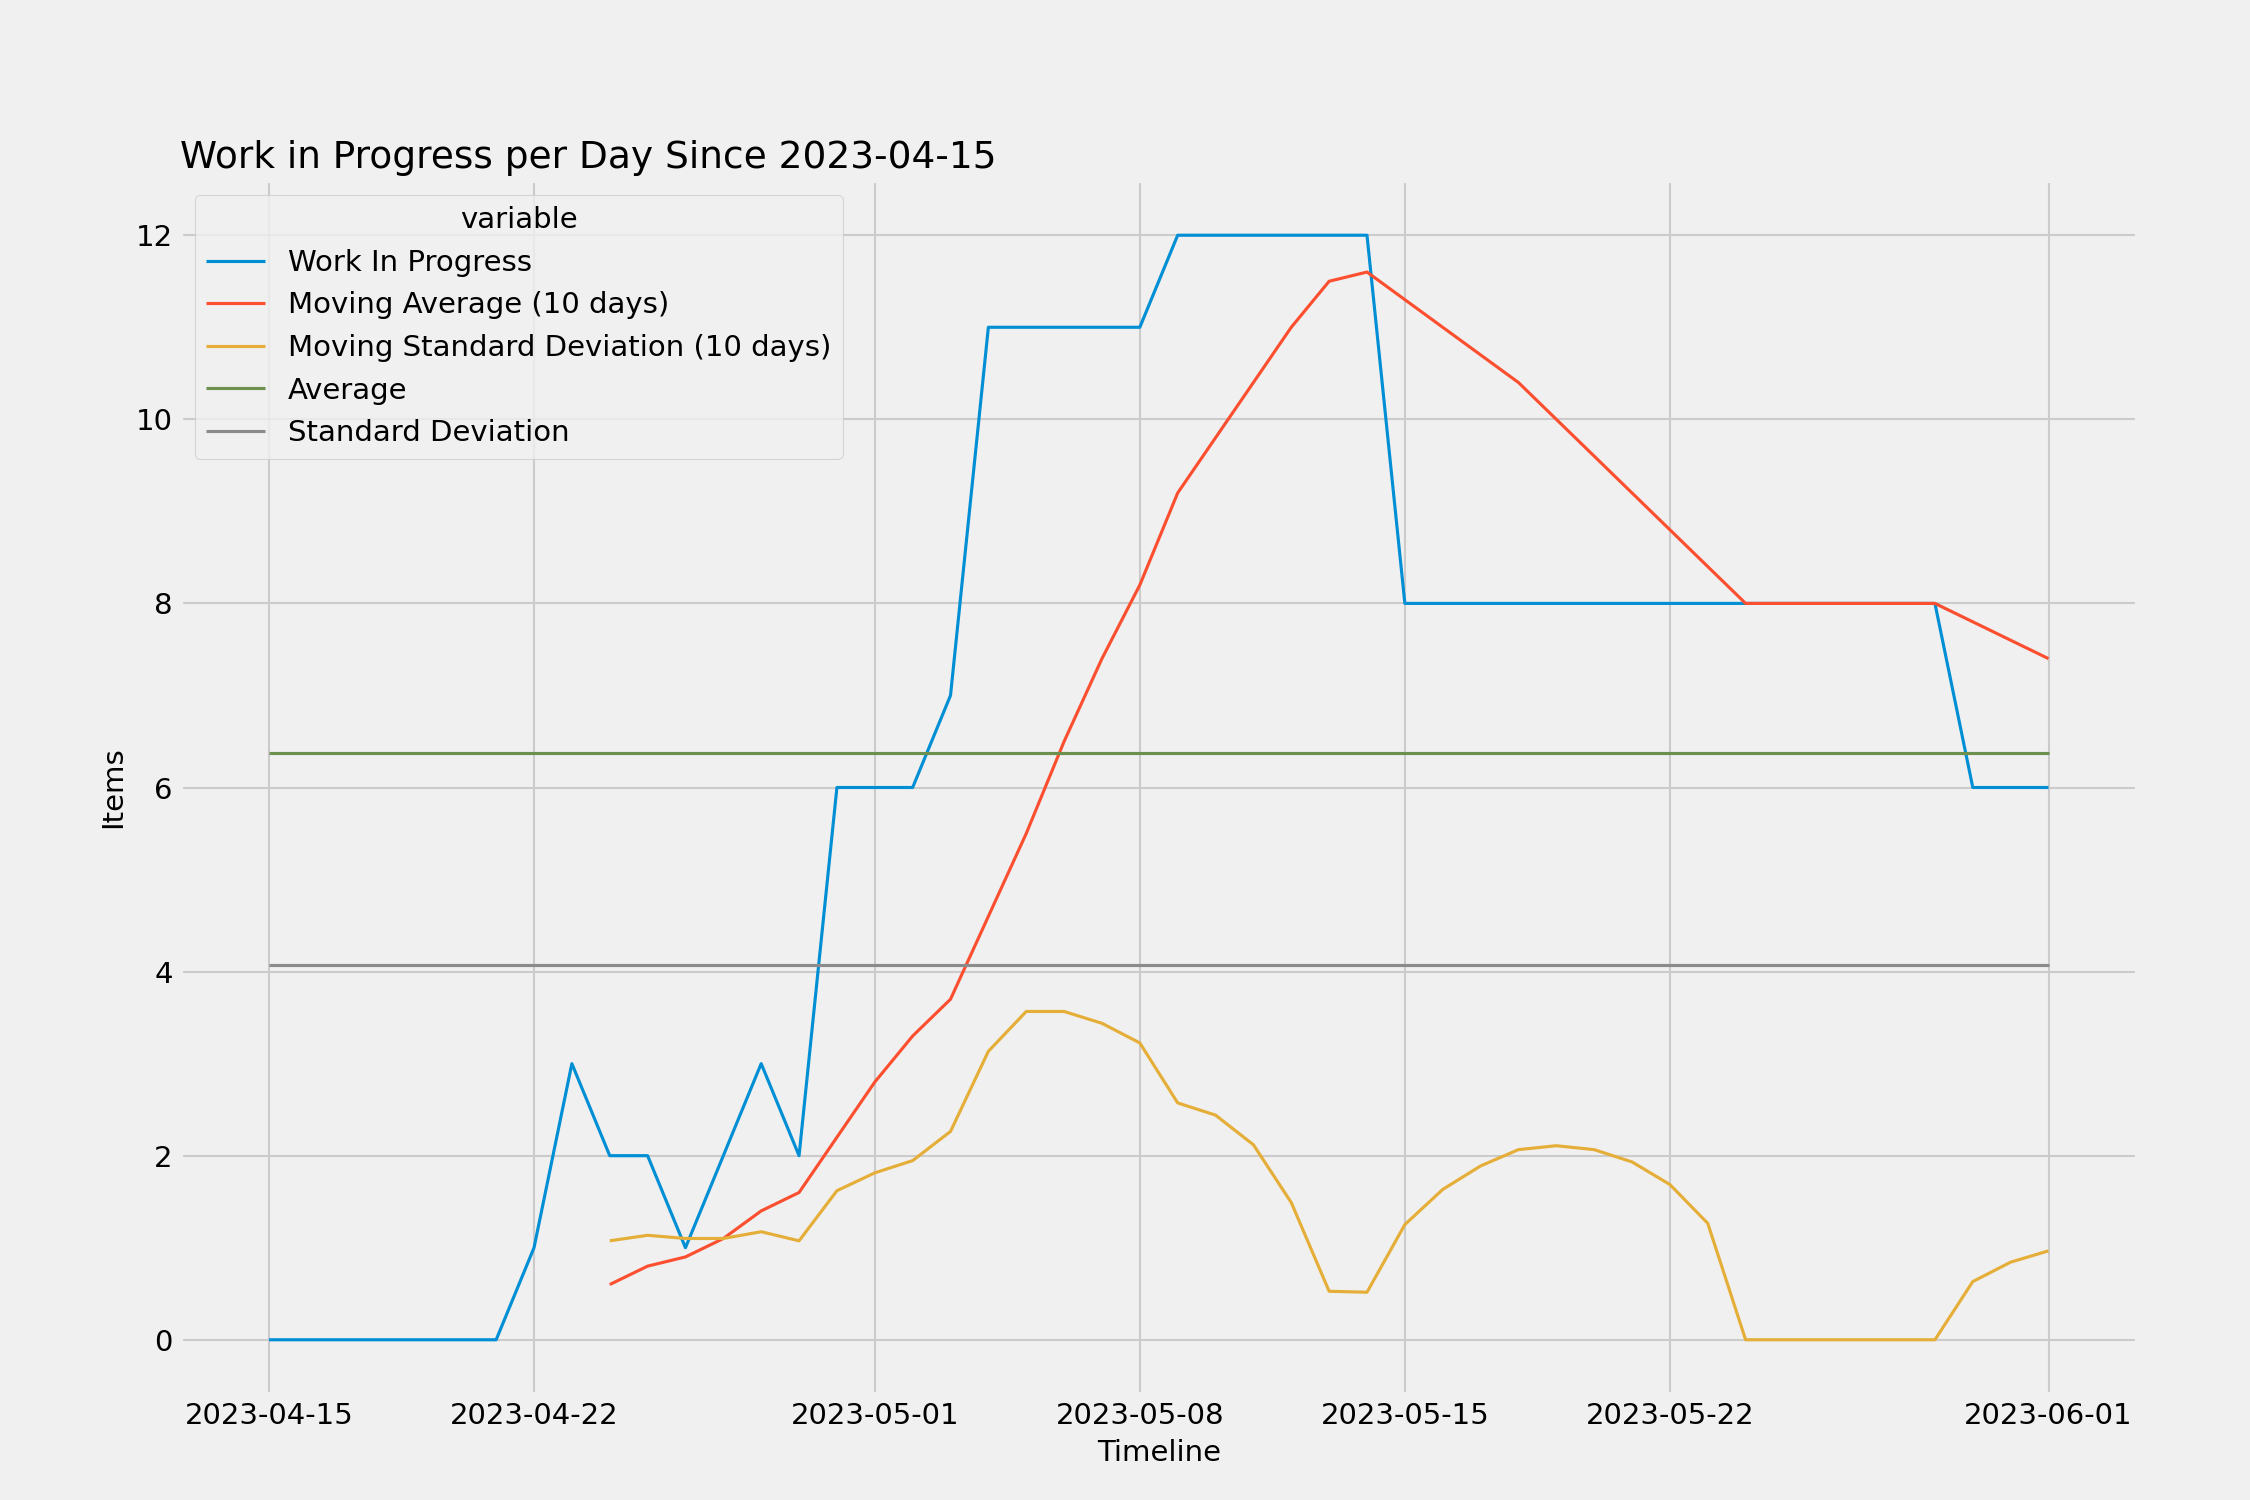 Work in Progress per Day Since 2023-04-15
variable
Work In Progress
Moving Average (10 days)
Moving Standard Deviation (10 days)
Average
Standard Deviation
12
10
8
6
4
2
0
Items
2023-04-15 2023-04-22 2023-05-01 2023-05-08 2023-05-15 2023-05-22 2023-06-01
Timeline